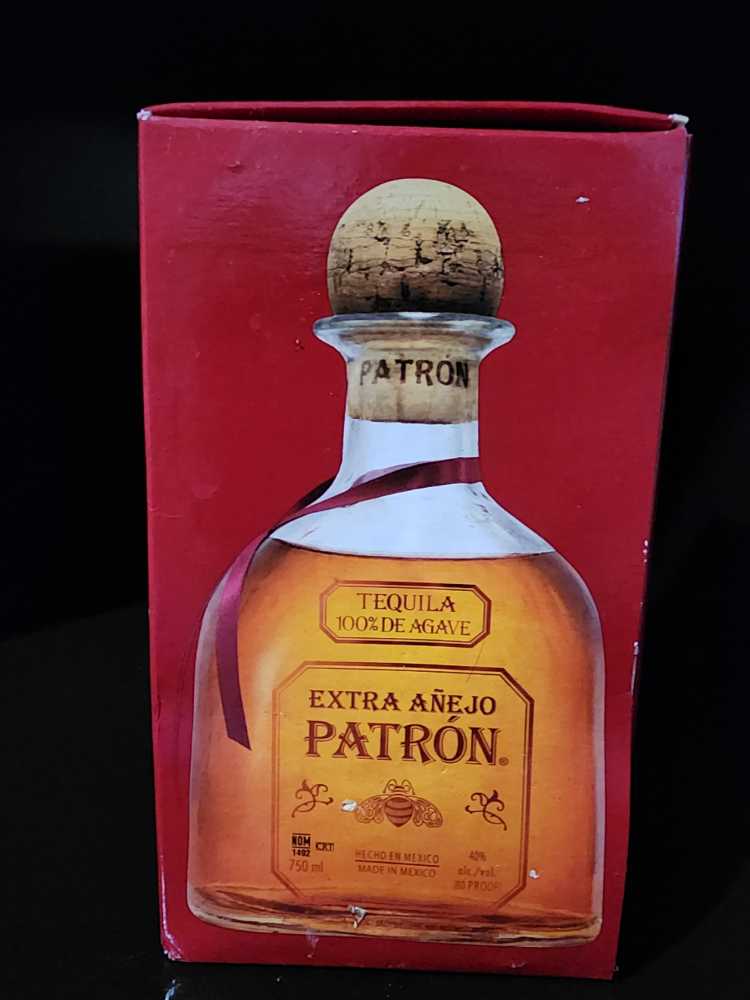 PATRÓN
TEQUILA
100% DE AGAVE
EXTRA AÑEJO
PATRÓN®
NOM
1492
CRT
750 ml
HECHO EN MEXICO
MADE IN MEXICO
40%
alc./vol.
(80 PROOF)